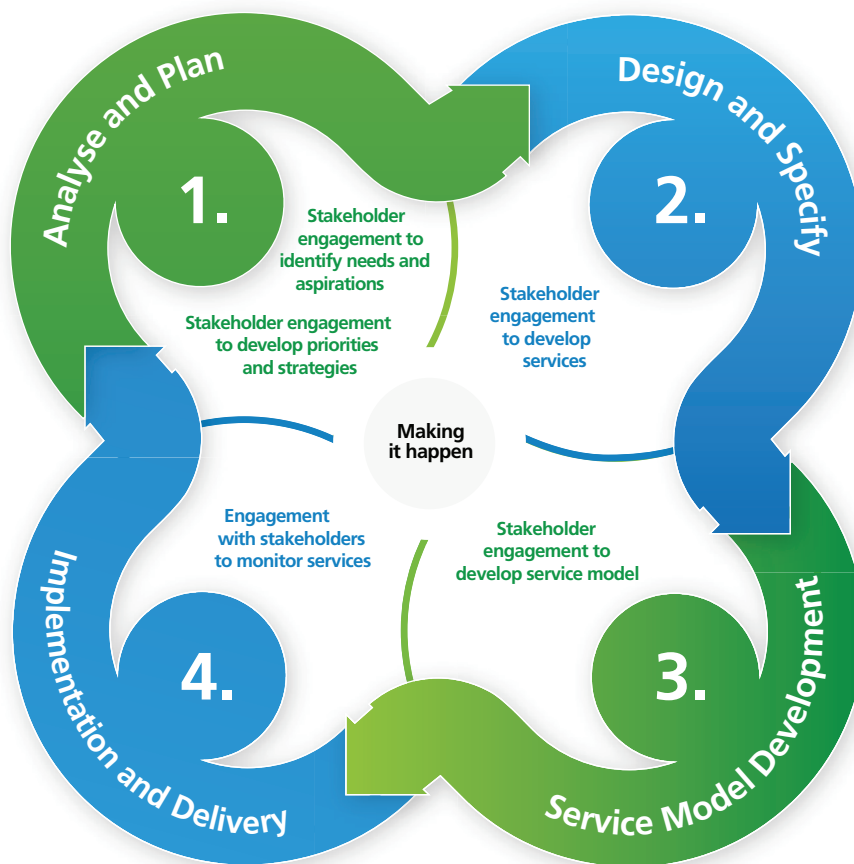 Analyse and Plan
1.
Stakeholder
engagement to
identify needs and
aspirations
Stakeholder engagement
to develop priorities
and strategies
Design and Specify
2.
Stakeholder
engagement
to develop
services
Making
it happen
Service Model Development
3.
Stakeholder
engagement to
develop service model
Implementation and Delivery
4.
Engagement
with stakeholders
to monitor services